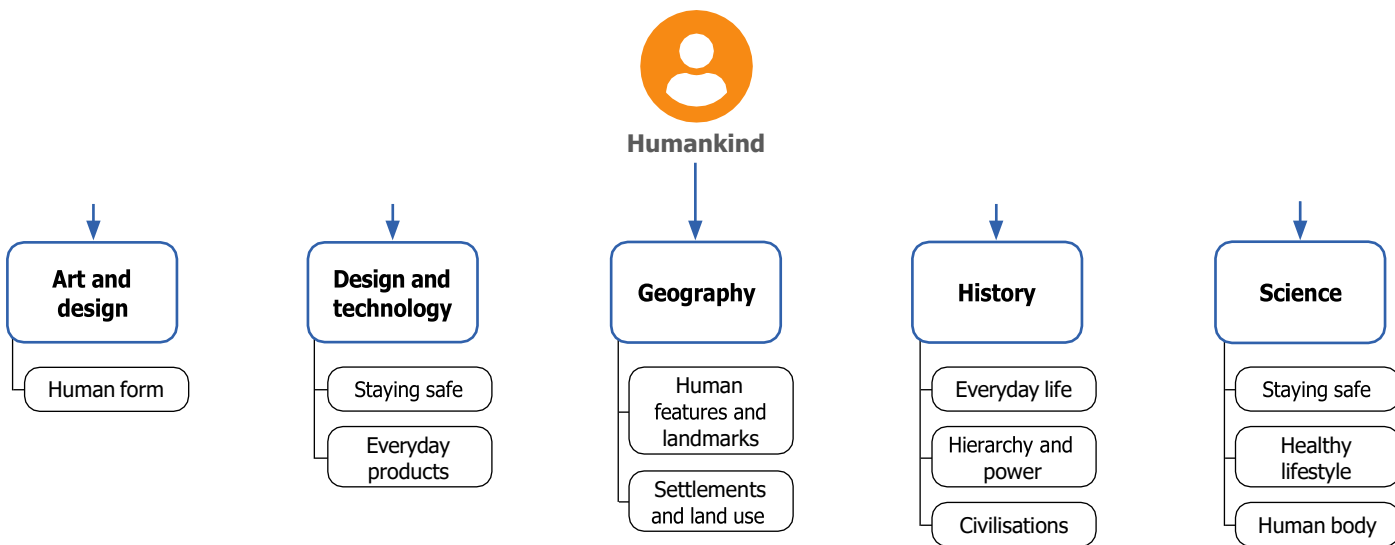 Humankind
Art and
design
Human form
Design and
technology
Staying safe
Everyday
products
Geography
Human
features and
landmarks
Settlements
and land use
History
Everyday life
Hierarchy and
power
Civilisations
Science
Staying safe
Healthy
lifestyle
Human body